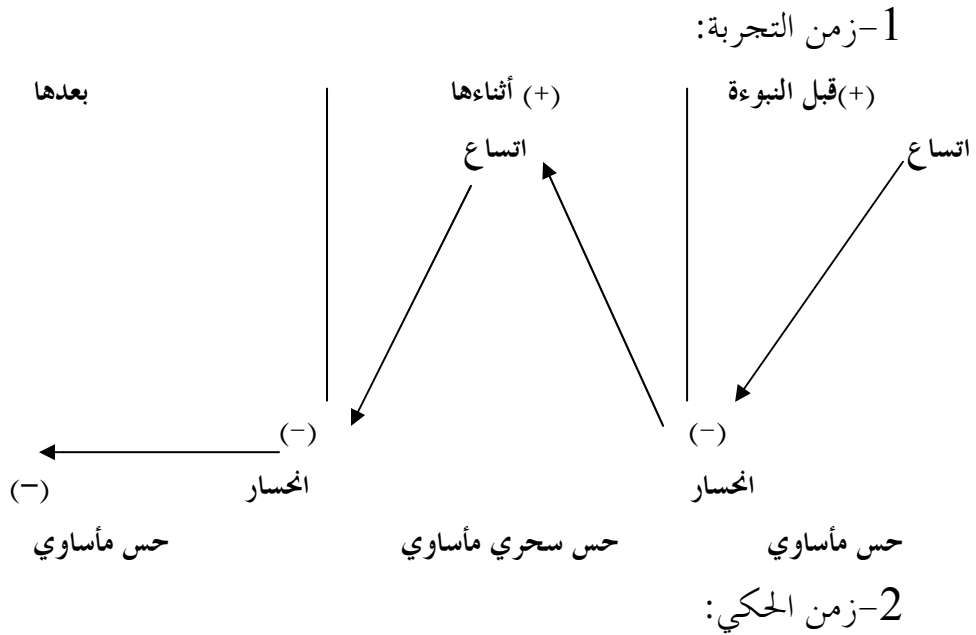 1-زمن التجربة:
(+)قبل النبوءة (+) أثناءها بعدها
اتساع اتساع
(-) (-)
انحسار انحسار (-)
حس مأساوي حس سحري مأساوي حس مأساوي
2-زمن الحكي: